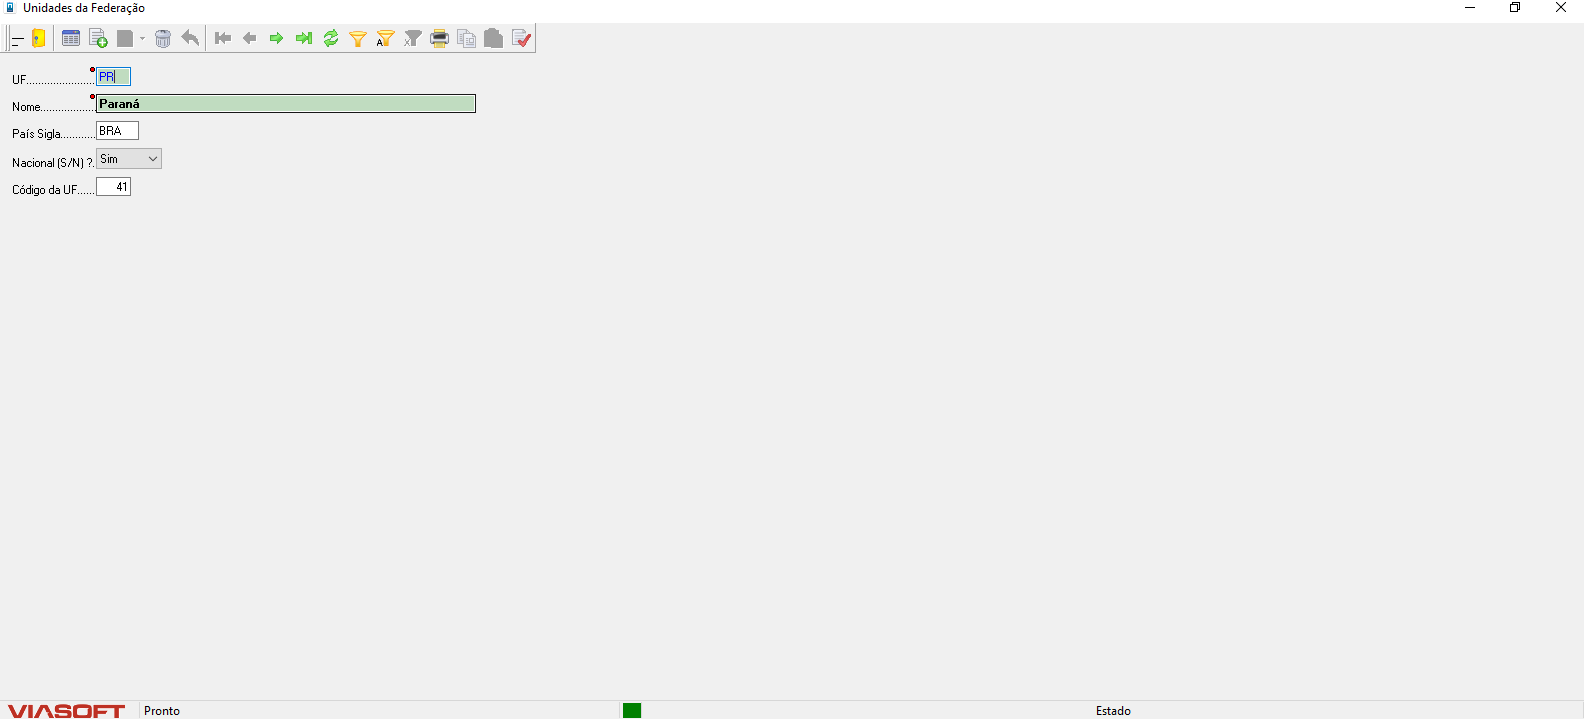 Unidades da Federação
A
UF....................... PR
Nome.................. Paraná
País Sigla............ BRA
Nacional (S/N) ?. Sim
Código da UF...... 41
VIASOFT Pronto Estado